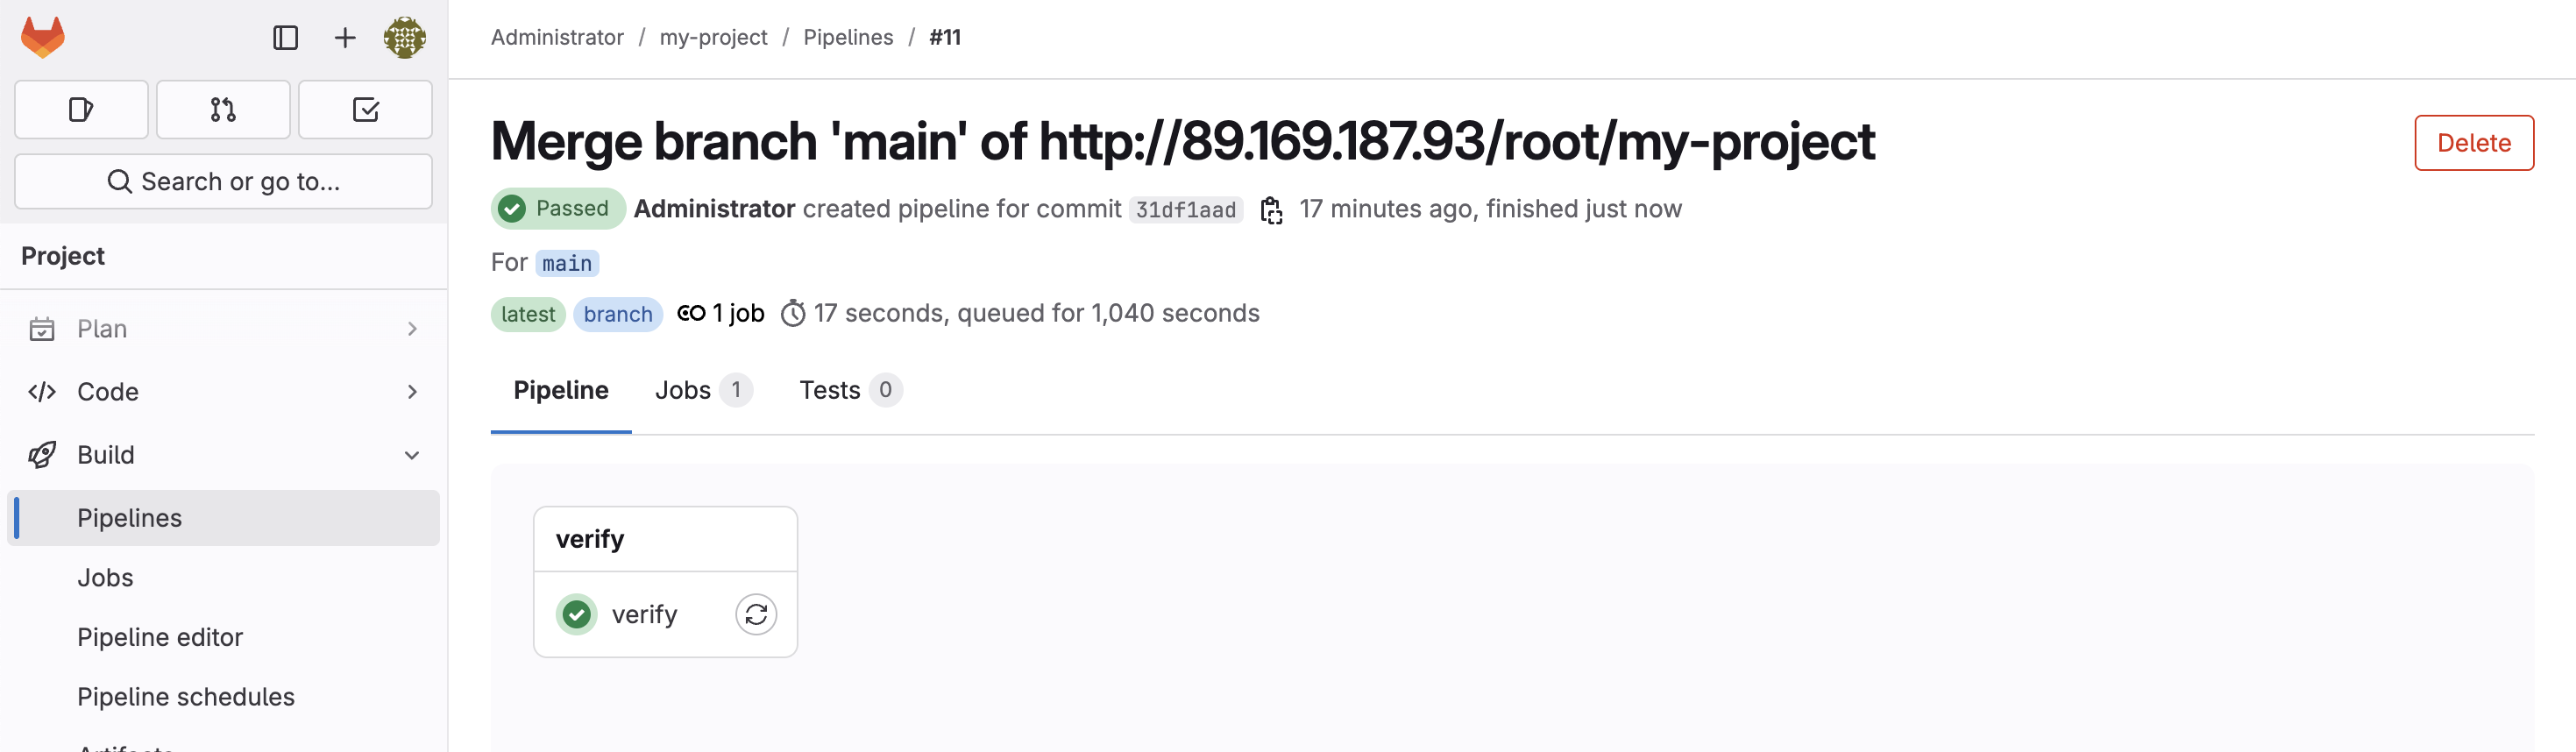 Administrator / my-project / Pipelines / #11
Search or go to...
Project
Plan
Code
Build
Pipelines
Jobs
Pipeline editor
Pipeline schedules
Artifacts
Merge branch 'main' of http://89.169.187.93/root/my-project
Delete
Passed Administrator created pipeline for commit 31df1aad 17 minutes ago, finished just now
For main
latest branch 1 job 17 seconds, queued for 1,040 seconds
Pipeline Jobs 1 Tests 0
verify
verify